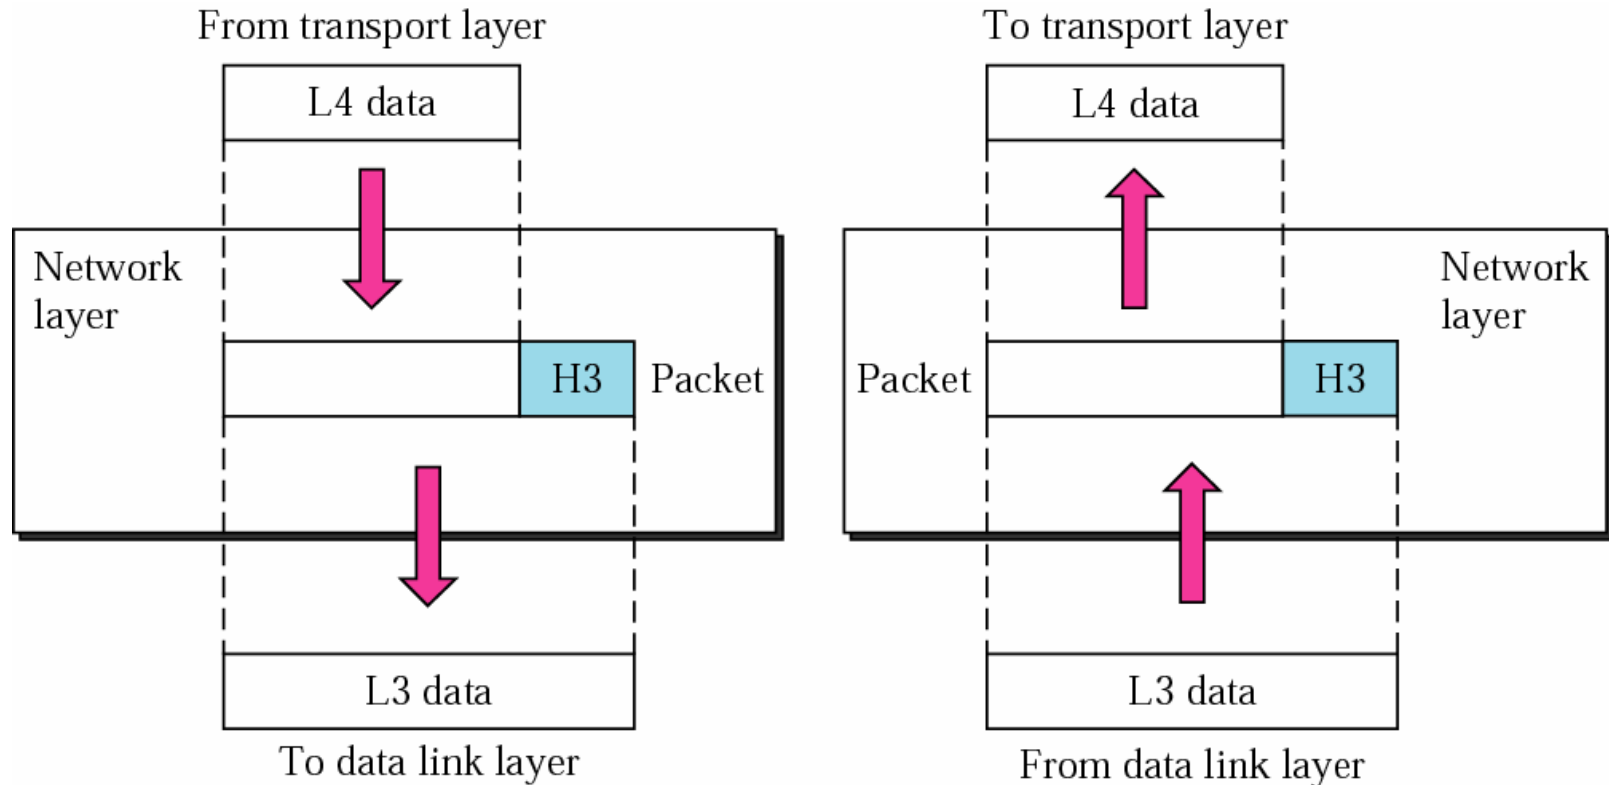 From transport layer
L4 data
Network
layer
H3
Packet
L3 data
To data link layer
To transport layer
L4 data
Network
layer
Packet
H3
L3 data
From data link layer